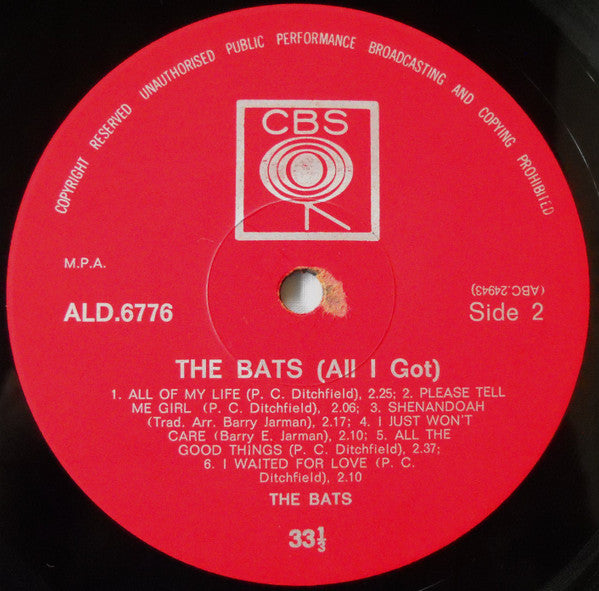 COPYRIGHT RESERVED UNAUTHORISED PUBLIC PERFORMANCE BROADCASTING AND COPYING PROHIBITED
CBS
M.P.A.
ALD.6776
(ABC.24943)
Side 2
THE BATS (All I Got)
1. ALL OF MY LIFE (P. C. Ditchfield), 2.25; 2. PLEASE TELL
ME GIRL (P. C. Ditchfield), 2.06; 3. SHENANDOAH
(Trad. Arr. Barry Jarman), 2.17; 4. I JUST WON'T
CARE (Barry E. Jarman), 2.10; 5. ALL THE
GOOD THINGS (P. C. Ditchfield), 2.37;
6. I WAITED FOR LOVE (P. C.
Ditchfield), 2.10
THE BATS
33⅓